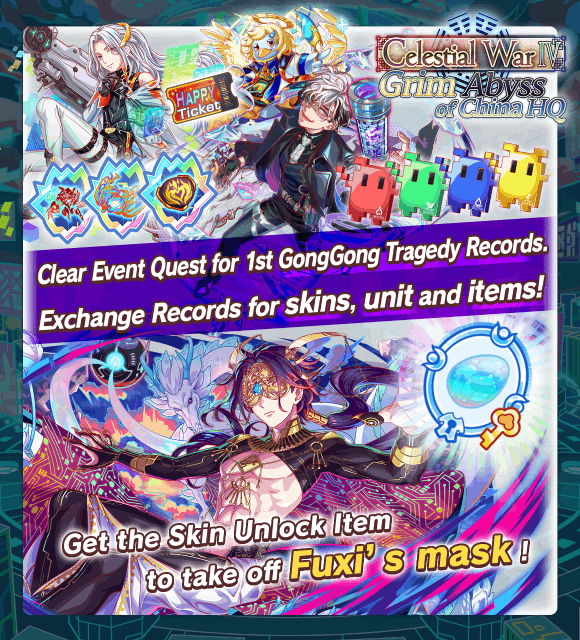 Celestial War IV
Grim Abyss
of China HQ
HAPPY
Ticket
Clear Event Quest for 1st GongGong Tragedy Records.
Exchange Records for skins, unit and items!
Get the Skin Unlock Item
to take off Fuxi's mask!